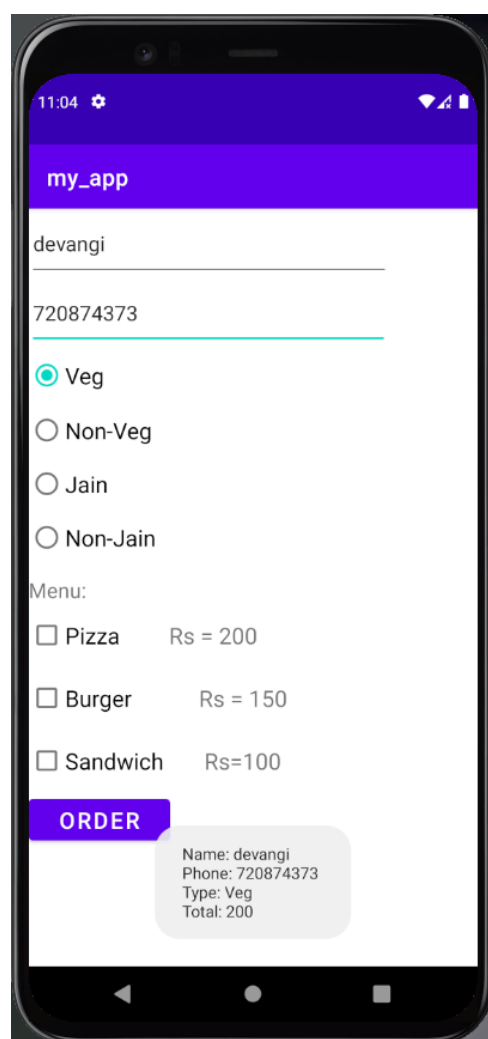 11:04
my_app
devangi
720874373
Veg
Non-Veg
Jain
Non-Jain
Menu:
Pizza Rs = 200
Burger Rs = 150
Sandwich Rs=100
ORDER
Name: devangi
Phone: 720874373
Type: Veg
Total: 200